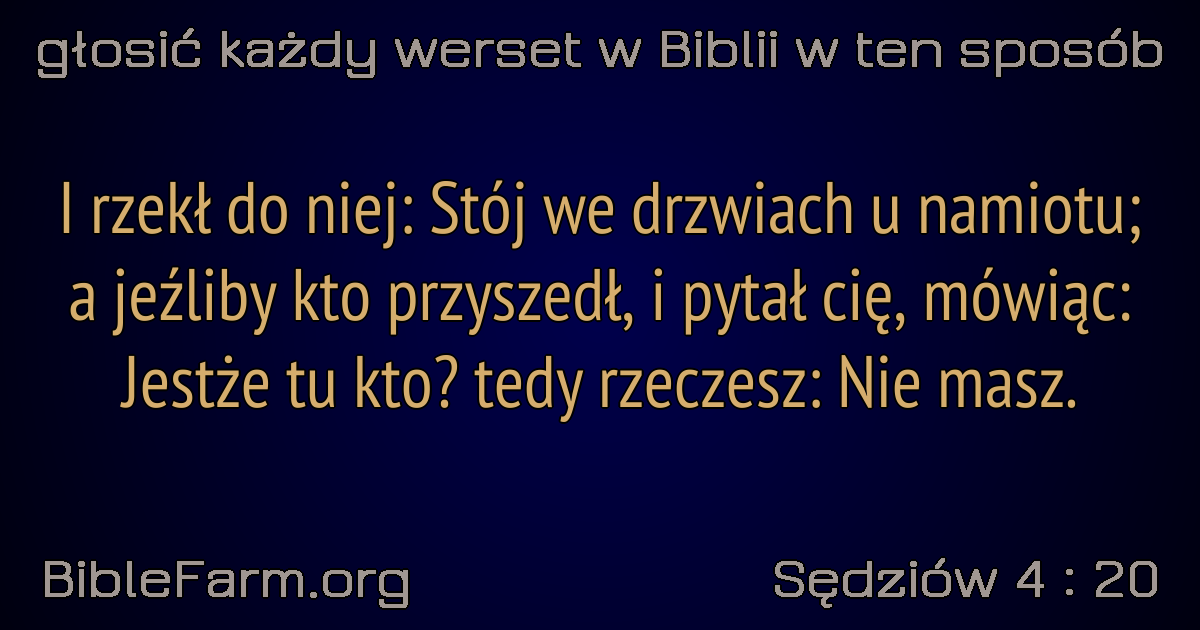 głosić każdy werset w Biblii w ten sposób
I rzekł do niej: Stój we drzwiach u namiotu;
a jeźliby kto przyszedł, i pytał cię, mówiąc:
Jestże tu kto? tedy rzeczesz: Nie masz.
BibleFarm.org
Sędziów 4 : 20